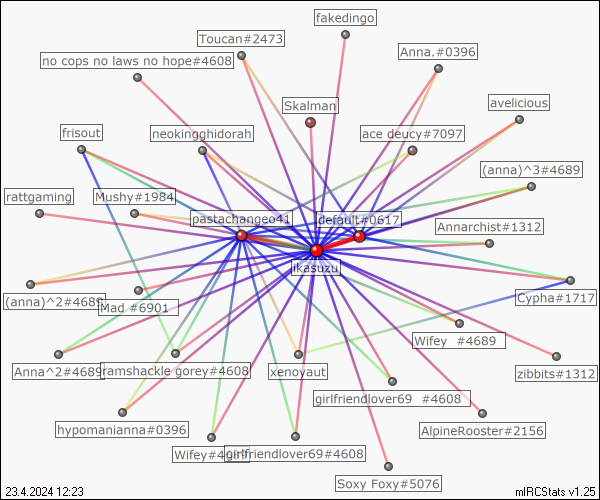 fakedingo
Toucan#2473
Anna.#0396
no cops no laws no hope#4608
Skalman
avelicious
frisout
neokingghidorah
ace deucy#7097
(anna)^3#4689
rattgaming
Mushy#1984
pastachangeo41
default#0617
Annarchist#1312
ikasuzu
(anna)^2#4689
Mad #6901
Cypha#1717
Wifey #4689
Anna^2#4689
ramshackle gorey#4608
xenoyaut
zibbits#1312
girlfriendlover69 #4608
hypomanianna#0396
AlpineRooster#2156
girlfriendlover69#4608
Soxy Foxy#5076
23.4.2024 12:23
mIRCStats v1.25